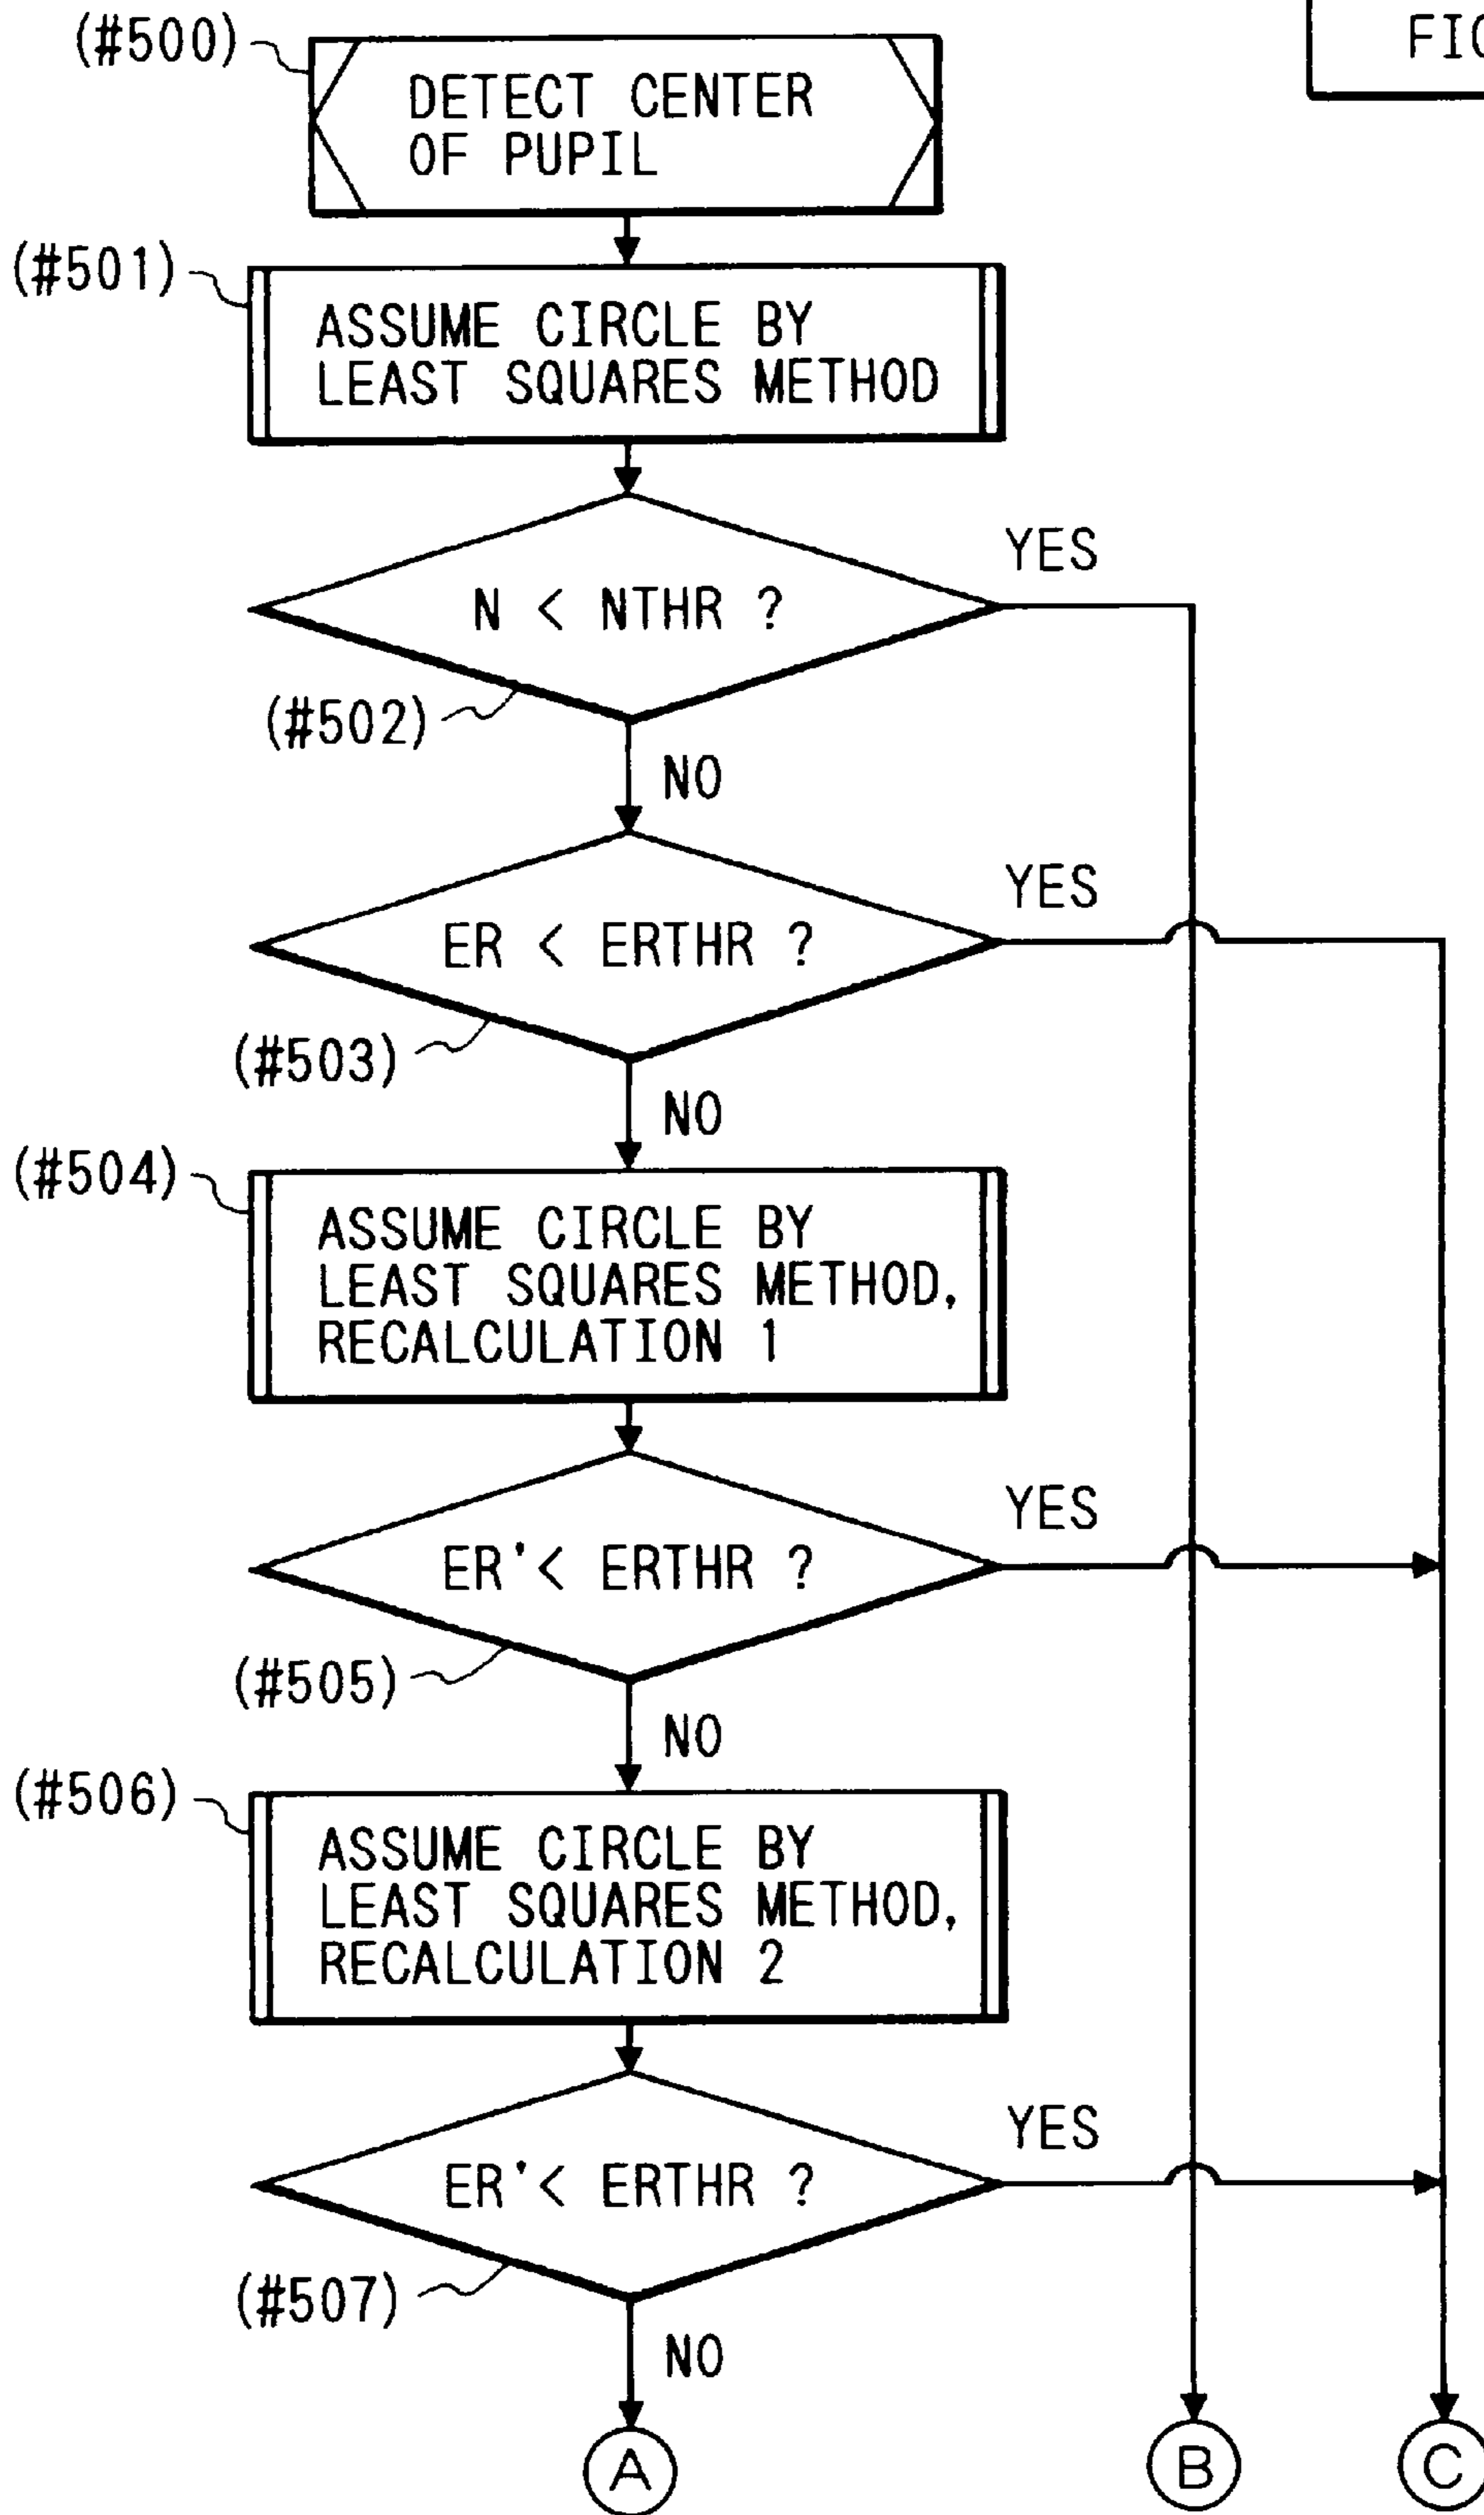 (#500)
FIG
DETECT CENTER
OF PUPIL
(#501)
ASSUME CIRCLE BY
LEAST SQUARES METHOD
YES
N < NTHR ?
(#502)
NO
YES
ER < ERTHR ?
(#503)
NO
(#504)
ASSUME CIRCLE BY
LEAST SQUARES METHOD,
RECALCULATION 1
YES
ER'< ERTHR ?
(#505)
NO
(#506)
ASSUME CIRCLE BY
LEAST SQUARES METHOD,
RECALCULATION 2
YES
ER'< ERTHR ?
(#507)
NO
A
B
C